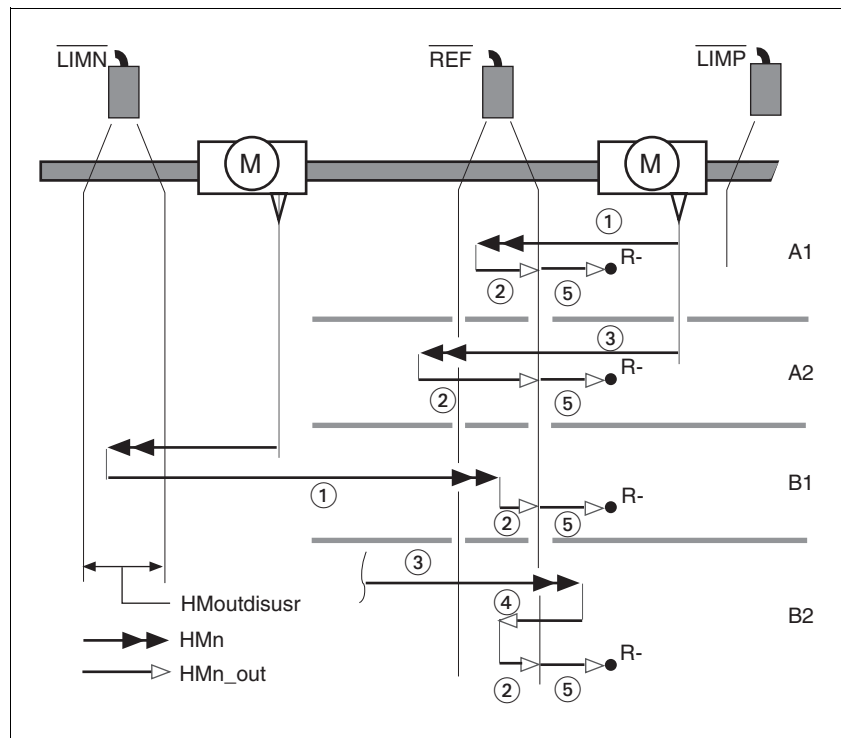 LIMN REF LIMP
M M
①
A1
R-
② ⑤
③
A2
R-
② ⑤
B1
①
R-
② ⑤
③
HMoutdisusr
④
B2
HMn
R-
HMn_out
② ⑤